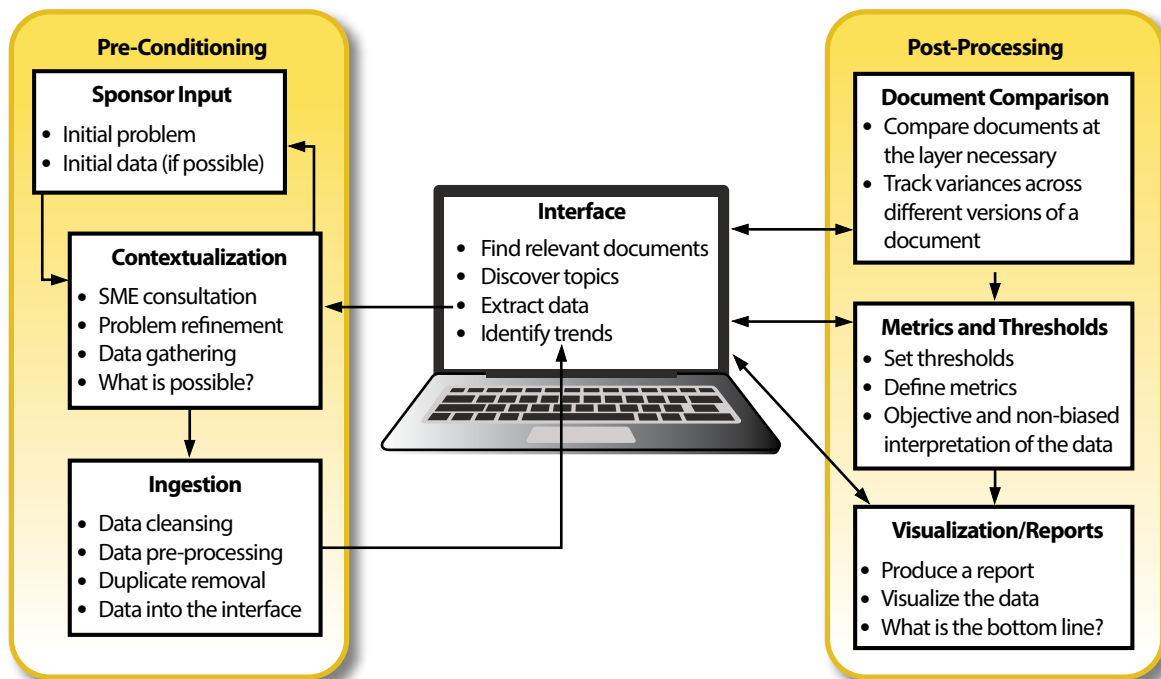 Pre-Conditioning
Sponsor Input
• Initial problem
• Initial data (if possible)
Contextualization
• SME consultation
• Problem refinement
• Data gathering
• What is possible?
Ingestion
• Data cleansing
• Data pre-processing
• Duplicate removal
• Data into the interface
Interface
• Find relevant documents
• Discover topics
• Extract data
• Identify trends
Post-Processing
Document Comparison
• Compare documents at
the layer necessary
• Track variances across
different versions of a
document
Metrics and Thresholds
• Set thresholds
• Define metrics
• Objective and non-biased
interpretation of the data
Visualization/Reports
• Produce a report
• Visualize the data
• What is the bottom line?